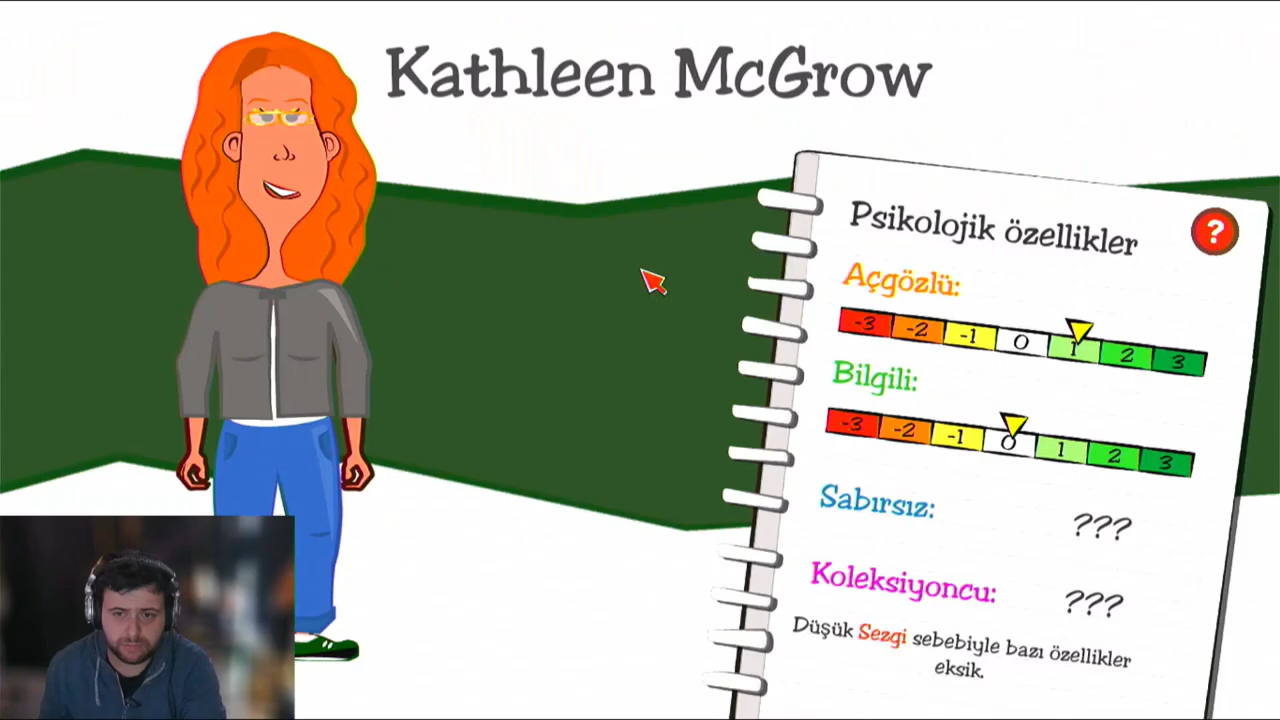 Kathleen McGrow
Psikolojik özellikler
?
Açgözlü:
-3 -2 -1 0 1 2 3
Bilgili:
-3 -2 -1 0 1 2 3
Sabırsız: ???
Koleksiyoncu: ???
Düşük Sezgi sebebiyle bazı özellikler
eksik.